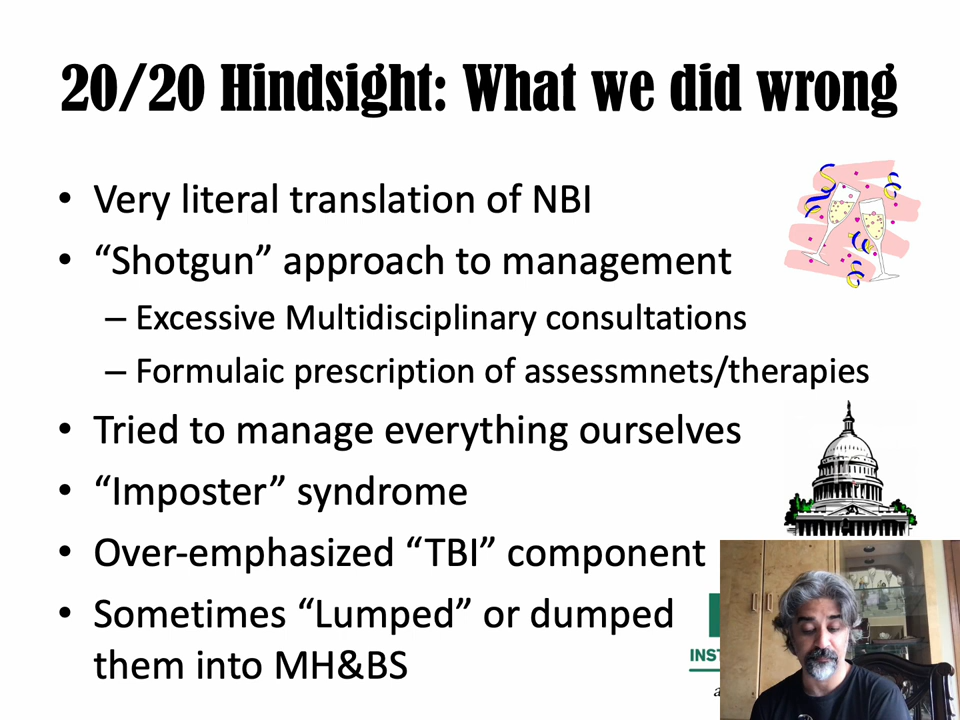 20/20 Hindsight: What we did wrong
• Very literal translation of NBI
• “Shotgun” approach to management
– Excessive Multidisciplinary consultations
– Formulaic prescription of assessmnets/therapies
• Tried to manage everything ourselves
• “Imposter” syndrome
• Over-emphasized “TBI” component
• Sometimes “Lumped” or dumped
them into MH&BS